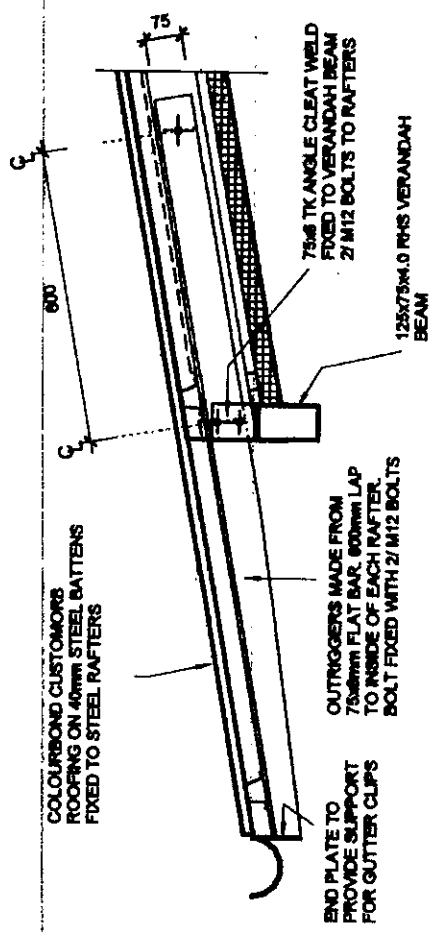 COLOURBOND CUSTOMORB
ROOFING ON 40mm STEEL BATTENS
FIXED TO STEEL RAFTERS
600
75
75x8 TK ANGLE CLEAT WELD
FIXED TO VERANDAH BEAM
2/ M12 BOLTS TO RAFTERS
125x75x4.0 RHS VERANDAH
BEAM
OUTRIGGERS MADE FROM
75x8mm FLAT BAR. 600mm LAP
TO INSIDE OF EACH RAFTER.
BOLT FIXED WITH 2/ M12 BOLTS
END PLATE TO
PROVIDE SUPPORT
FOR GUTTER CLIPS